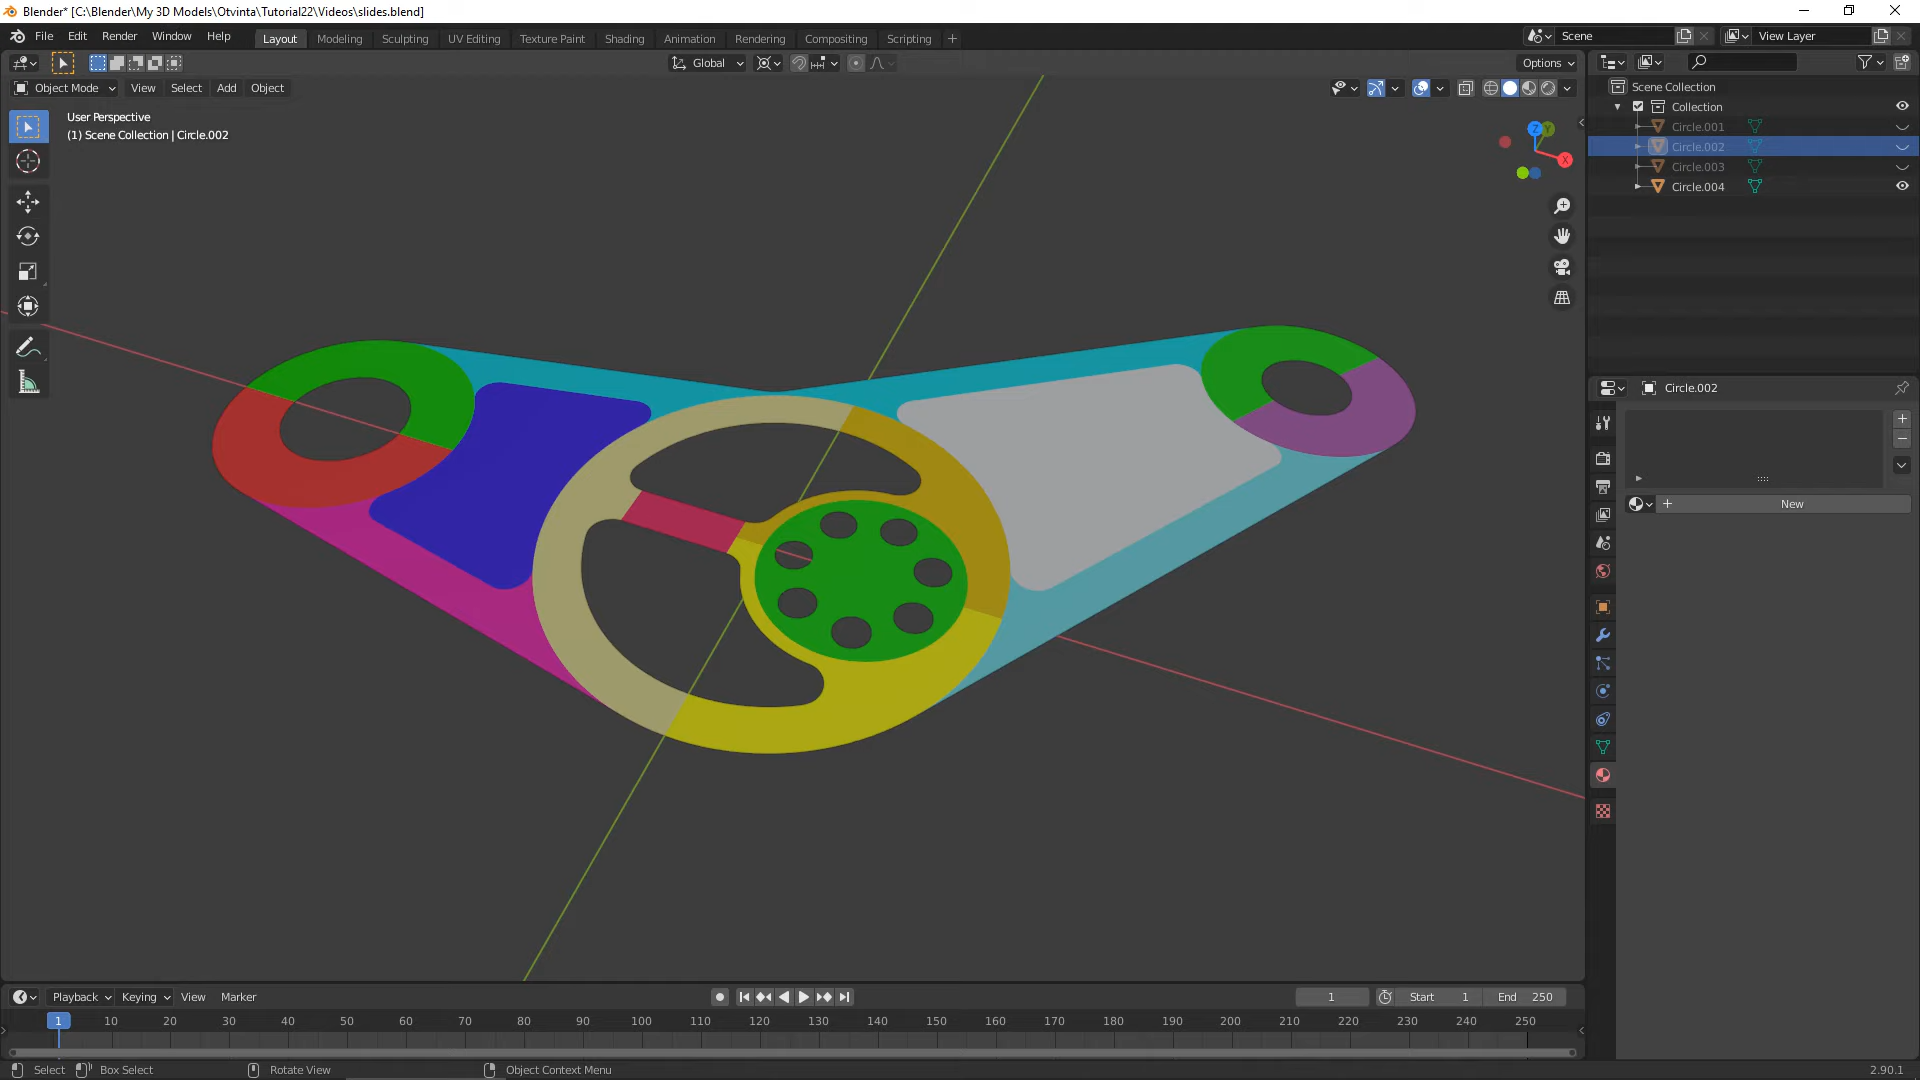 Blender* [C:\Blender\My 3D Models\Otvinta\Tutorial22\Videos\slides.blend]
File Edit Render Window Help Layout Modeling Sculpting UV Editing Texture Paint Shading Animation Rendering Compositing Scripting + Scene View Layer
Global Options
Object Mode View Select Add Object
User Perspective
(1) Scene Collection | Circle.002
Z Y X
Scene Collection
Collection
Circle.001
Circle.002
Circle.003
Circle.004
Circle.002
New
Playback Keying View Marker 1 Start 1 End 250
1 10 20 30 40 50 60 70 80 90 100 110 120 130 140 150 160 170 180 190 200 210 220 230 240 250
Select Box Select Rotate View Object Context Menu 2.90.1